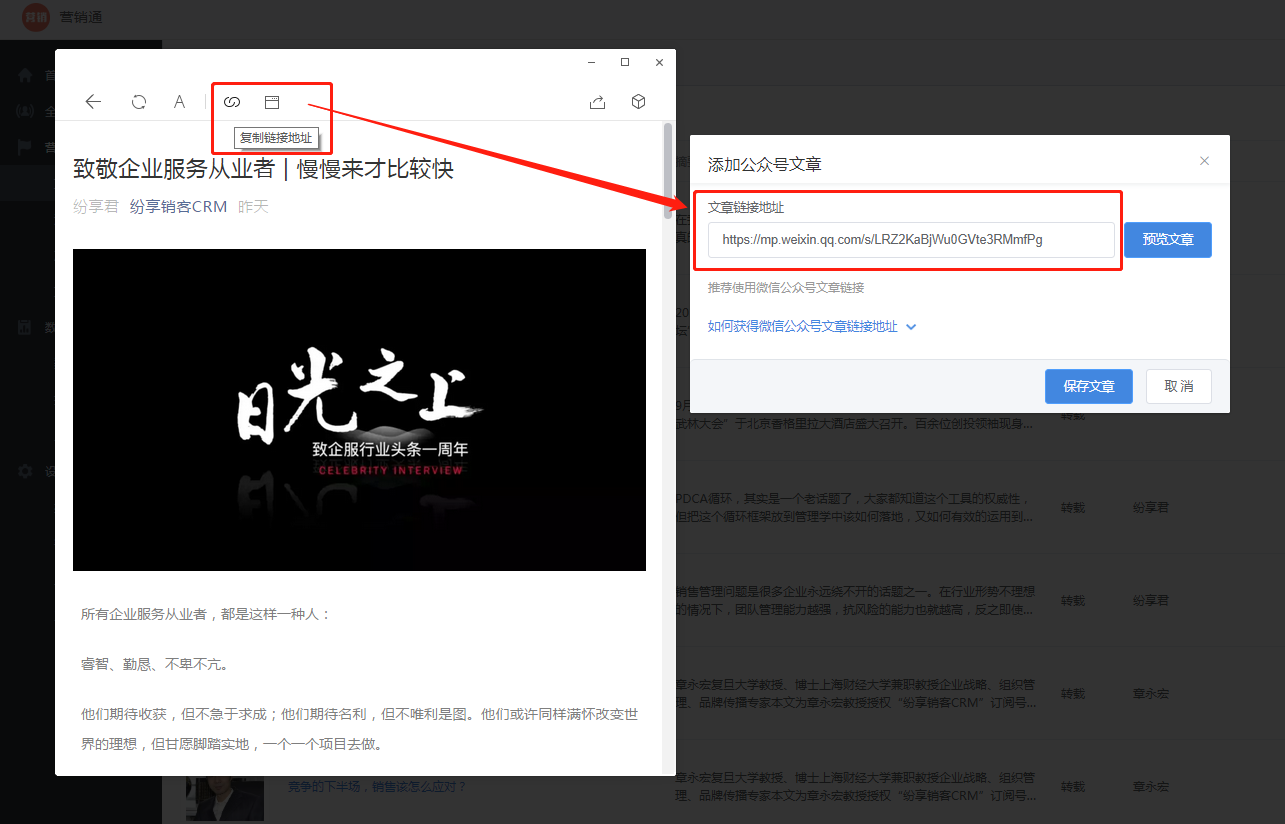 营销通
首
全
营
数
设
A
复制链接地址
致敬企业服务从业者 | 慢慢来才比较快
纷享君 纷享销客CRM 昨天
日光之上
致企服行业头条一周年
CELEBRITY INTERVIEW
所有企业服务从业者，都是这样一种人：
睿智、勤恳、不卑不亢。
他们期待收获，但不急于求成；他们期待名利，但不唯利是图。他们或许同样满怀改变世
界的理想，但甘愿脚踏实地，一个一个项目去做。
添加公众号文章
文章链接地址
https://mp.weixin.qq.com/s/LRZ2KaBjWu0GVte3RMmfPg
预览文章
推荐使用微信公众号文章链接
如何获得微信公众号文章链接地址
保存文章
取 消
武林大会”于北京香格里拉大酒店盛大召开。百余位创投领袖现身...
转载
PDCA循环，其实是一个老话题了，大家都知道这个工具的权威性，
但把这个循环框架放到管理学中该如何落地，又如何有效的运用到...
转载
纷享君
销售管理问题是很多企业永远绕不开的话题之一。在行业形势不理想
的情况下，团队管理能力越强，抗风险的能力也就越高，反之即使...
转载
纷享君
章永宏复旦大学教授、博士上海财经大学兼职教授企业战略、组织管
理、品牌传播专家本文为章永宏教授授权“纷享销客CRM”订阅号...
转载
章永宏
竞争的下半场，销售该怎么应对？
章永宏复旦大学教授、博士上海财经大学兼职教授企业战略、组织管
理、品牌传播专家本文为章永宏教授授权“纷享销客CRM”订阅号...
转载
章永宏